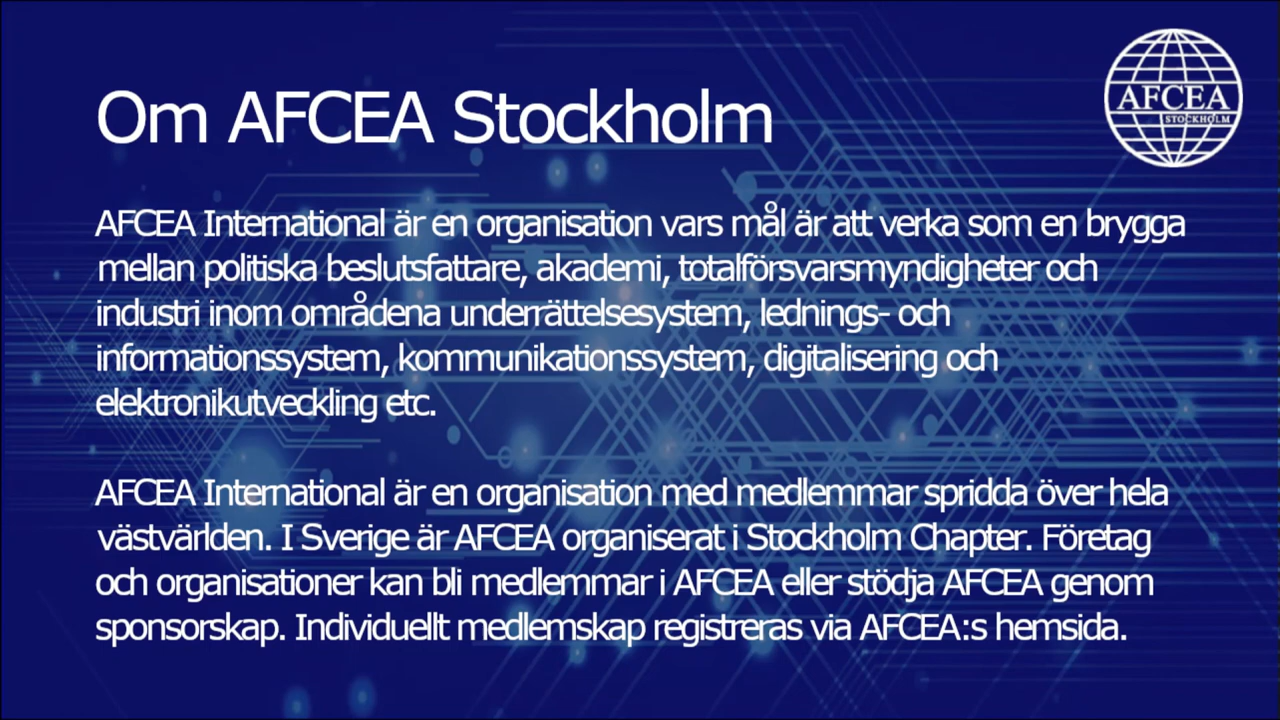 Om AFCEA Stockholm
AFCEA
STOCKHOLM
AFCEA International är en organisation vars mål är att verka som en brygga
mellan politiska beslutsfattare, akademi, totalförsvarsmyndigheter och
industri inom områdena underrättelsesystem, lednings- och
informationssystem, kommunikationssystem, digitalisering och
elektronikutveckling etc.
AFCEA International är en organisation med medlemmar spridda över hela
västvärlden. I Sverige är AFCEA organiserat i Stockholm Chapter. Företag
och organisationer kan bli medlemmar i AFCEA eller stödja AFCEA genom
sponsorskap. Individuellt medlemskap registreras via AFCEA:s hemsida.